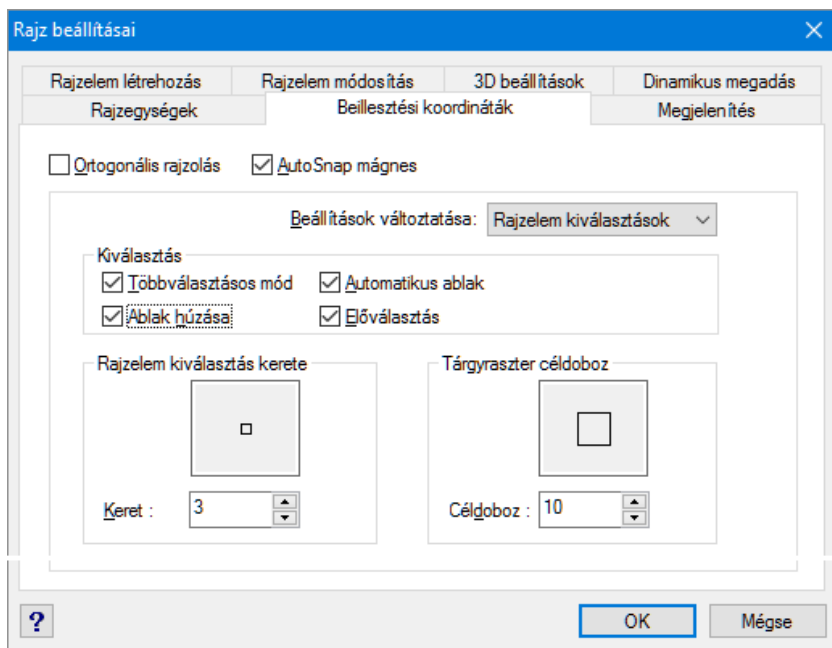 Rajz beállításai
Rajzelem létrehozás Rajzelem módosítás 3D beállítások Dinamikus megadás
Rajzegységek Beillesztési koordináták Megjelenítés
Ortogonális rajzolás AutoSnap mágnes
Beállítások változtatása: Rajzelem kiválasztások
Kiválasztás
Többválasztásos mód Automatikus ablak
Ablak húzása Előválasztás
Rajzelem kiválasztás kerete Tárgyraszter céldoboz
Keret : 3 Céldoboz : 10
? OK Mégse